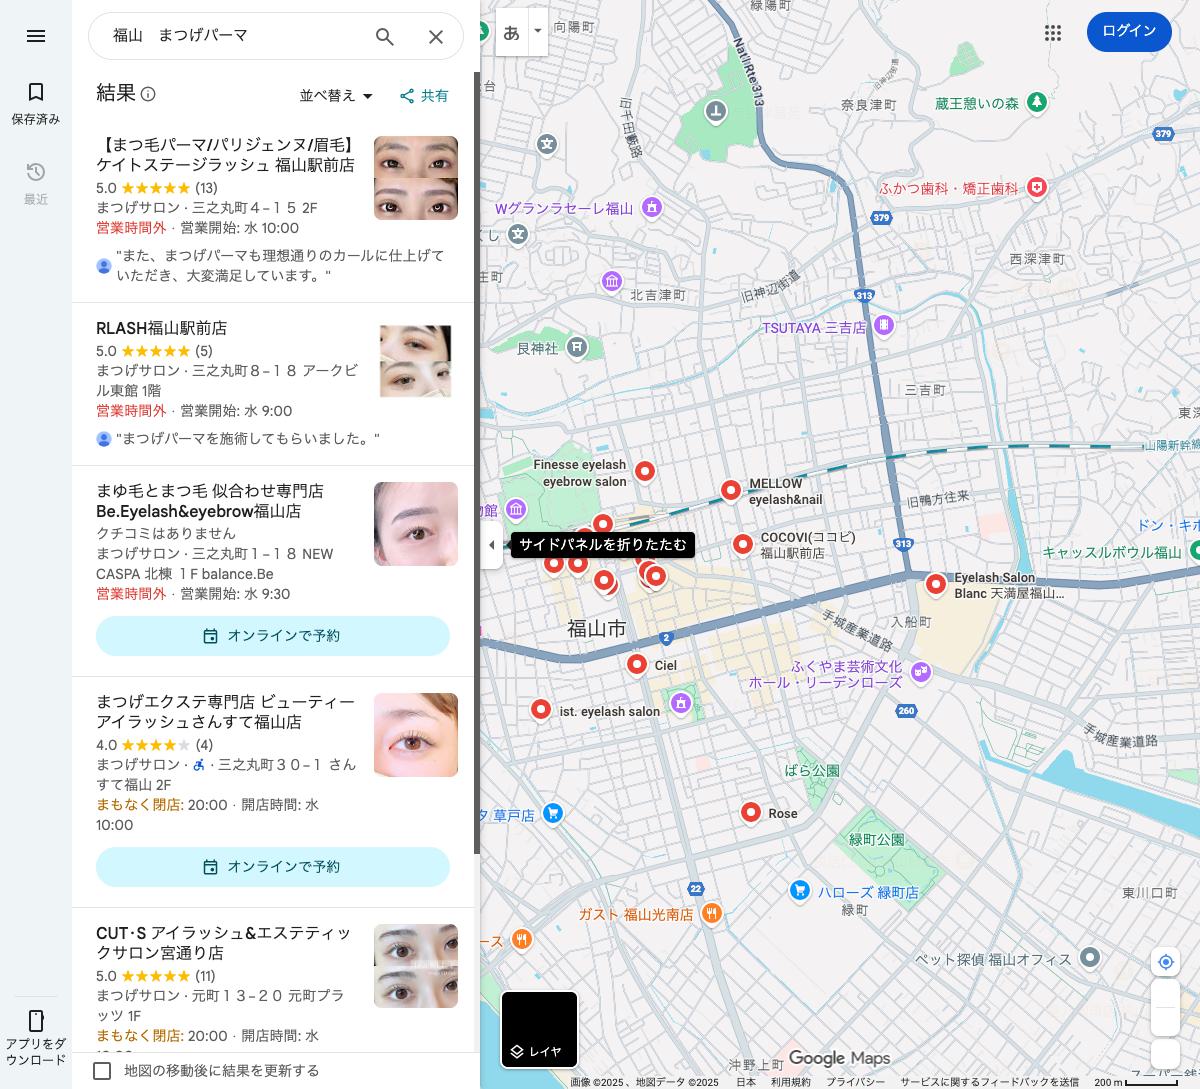 保存済み
最近
アプリをダ
ウンロード
福山　まつげパーマ
結果
並べ替え
共有
【まつ毛パーマ/パリジェンヌ/眉毛】
ケイトステージラッシュ 福山駅前店
5.0 (13)
まつげサロン · 三之丸町４−１５ 2F
営業時間外 · 営業開始: 水 10:00
"また、まつげパーマも理想通りのカールに仕上げて
いただき、大変満足しています。"
RLASH福山駅前店
5.0 (5)
まつげサロン · 三之丸町８−１８ アークビ
ル東館 1階
営業時間外 · 営業開始: 水 9:00
"まつげパーマを施術してもらいました。"
まゆ毛とまつ毛 似合わせ専門店
Be.Eyelash&eyebrow福山店
クチコミはありません
まつげサロン · 三之丸町１−１８ NEW
CASPA 北棟 １F balance.Be
営業時間外 · 営業開始: 水 9:30
オンラインで予約
まつげエクステ専門店 ビューティー
アイラッシュさんすて福山店
4.0 (4)
まつげサロン · · 三之丸町３０−１ さん
すて福山 2F
まもなく閉店: 20:00 · 開店時間: 水
10:00
オンラインで予約
CUT･S アイラッシュ&エステティッ
クサロン宮通り店
5.0 (11)
まつげサロン · 元町１３−２０ 元町プラ
ッツ 1F
まもなく閉店: 20:00 · 開店時間: 水
地図の移動後に結果を更新する
あ
ログイン
向陽町
緑陽町
Nat'l Rte 313
奈良津町
蔵王憩いの森
379
旧千田藪路
ふかつ歯科・矯正歯科
Wグランラセーレ福山
379
西深津町
北吉津町
旧神辺街道
313
TSUTAYA 三吉店
艮神社
三吉町
山陽新幹線
Finesse eyelash
eyebrow salon
MELLOW
eyelash&nail
旧鴨方往来
ドン・キホ
COCOVI(ココビ)
福山駅前店
サイドパネルを折りたたむ
313
キャッスルボウル福山
Eyelash Salon
Blanc 天満屋福山...
福山市
2
入船町
手城産業道路
Ciel
ふくやま芸術文化
ホール・リーデンローズ
ist. eyelash salon
260
手城産業道路
ばら公園
草戸店
Rose
緑町公園
22
ハローズ 緑町店
緑町
東川口町
ガスト 福山光南店
ペット探偵 福山オフィス
レイヤ
沖野上町
Google Maps
画像 ©2025 、地図データ ©2025
日本
利用規約
プライバシー
サービスに関するフィードバックを送信
200 m